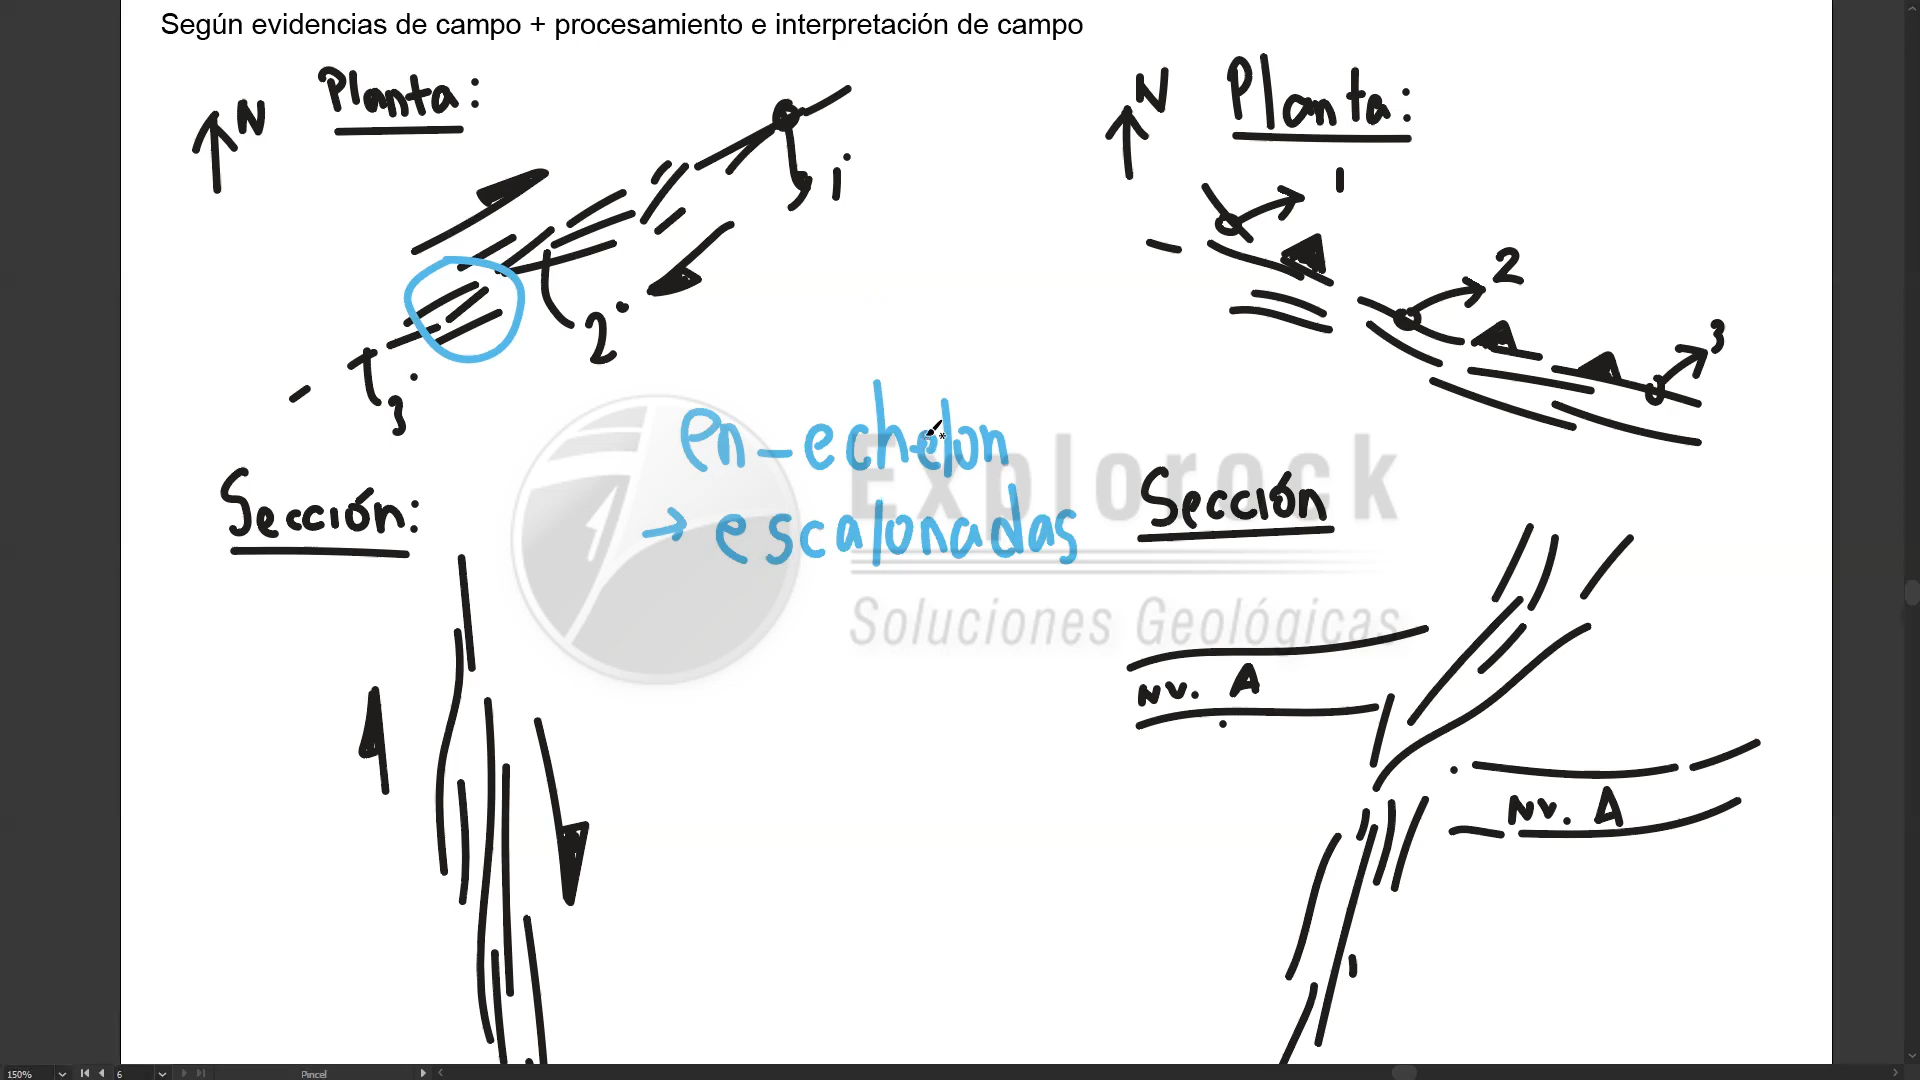 Según evidencias de campo + procesamiento e interpretación de campo
N Planta:
1
2
3
en-echelon
→ escalonadas
Sección:
N Planta:
1
2
3
Sección
Nv. A
Nv. A
Explorock
Soluciones Geológicas
150%
6
Pincel